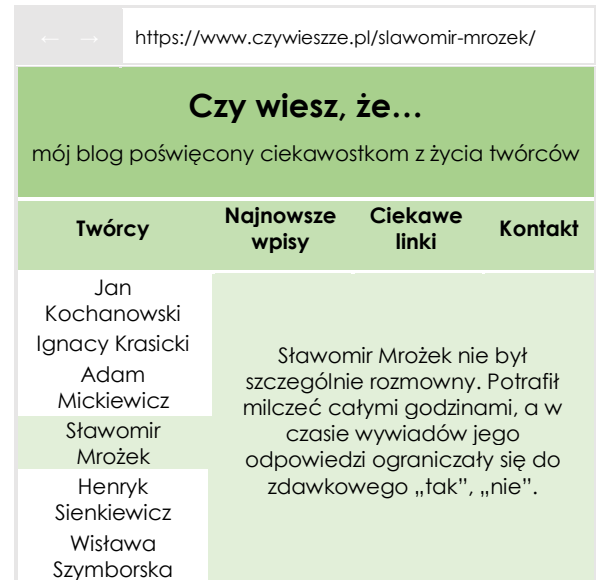 ← → https://www.czywieszze.pl/slawomir-mrozek/
Czy wiesz, że…
mój blog poświęcony ciekawostkom z życia twórców
Twórcy
Najnowsze
wpisy
Ciekawe
linki
Kontakt
Jan
Kochanowski
Ignacy Krasicki
Adam
Mickiewicz
Sławomir
Mrożek
Henryk
Sienkiewicz
Wisława
Szymborska
Sławomir Mrożek nie był
szczególnie rozmowny. Potrafił
milczeć całymi godzinami, a w
czasie wywiadów jego
odpowiedzi ograniczały się do
zdawkowego „tak”, „nie”.